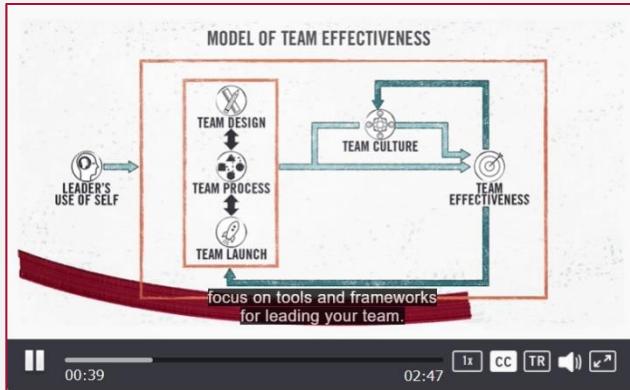 MODEL OF TEAM EFFECTIVENESS
TEAM DESIGN
TEAM CULTURE
LEADER'S
USE OF SELF
TEAM PROCESS
TEAM
EFFECTIVENESS
TEAM LAUNCH
focus on tools and frameworks
for leading your team.
00:39
02:47
1x
CC
TR